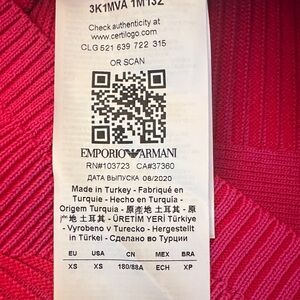 3K1MVA 1M13Z
Check authenticity at
www.certilogo.com
CLG 521 639 722 315
OR SCAN
EMPORIO ARMANI
RN#103723 CA#37360
ДАТА ВЫПУСКА 08/2020
Made in Turkey - Fabriqué en
Turquie - Hecho en Turquía -
Origem Turquia - 原產地 土耳其 - 原
产地 土耳其 - ÜRETİM YERİ Türkiye
- Vyrobeno v Turecko - Hergestellt
in Türkei - Сделано во Турции
EU USA CN MEX BRA
XS XS 180/88A ECH XP